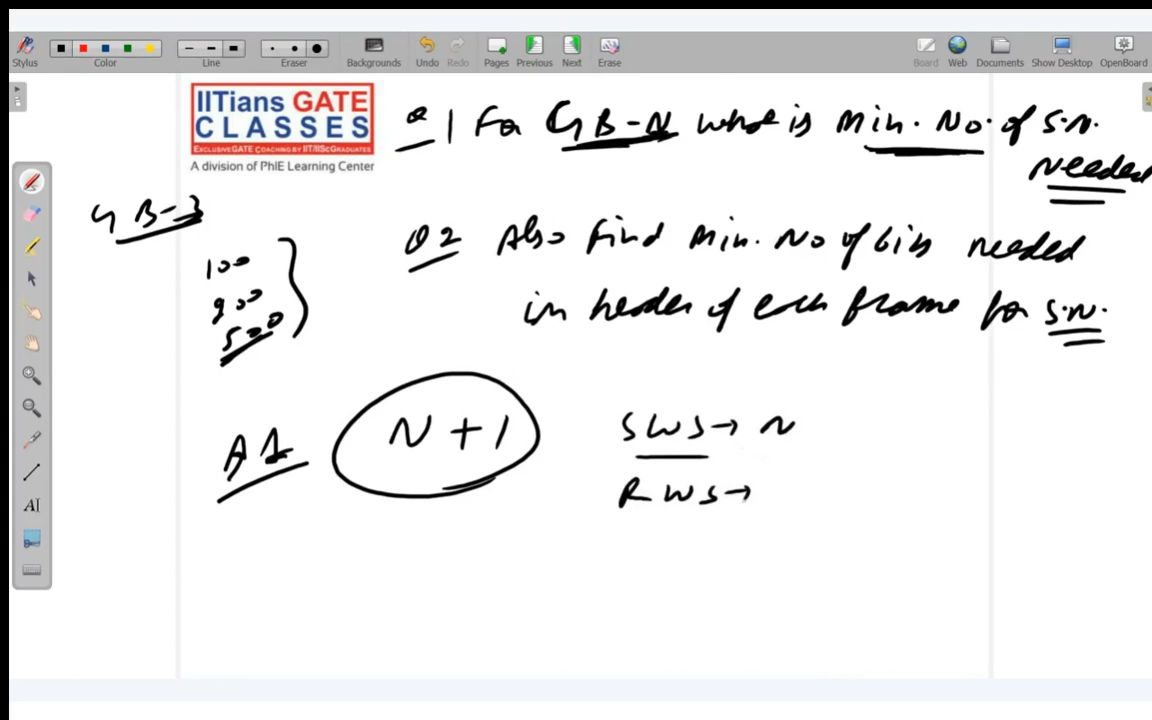 Stylus
Color
Line
Eraser
Backgrounds
Undo
Redo
Pages
Previous
Next
Erase
Board
Web
Documents
Show Desktop
OpenBoard
IITians GATE
CLASSES
EXCLUSIVE GATE COACHING BY IIT/IISC GRADUATES
A division of PhIE Learning Center
Q1 For GB-N what is Min. No. of S.N.
Needed
GB-3
Q2 Also find Min. No of bits needed
in header of each frame for S.N.
100
900
500
A1 N+1
SWS→ N
RWS→
AI